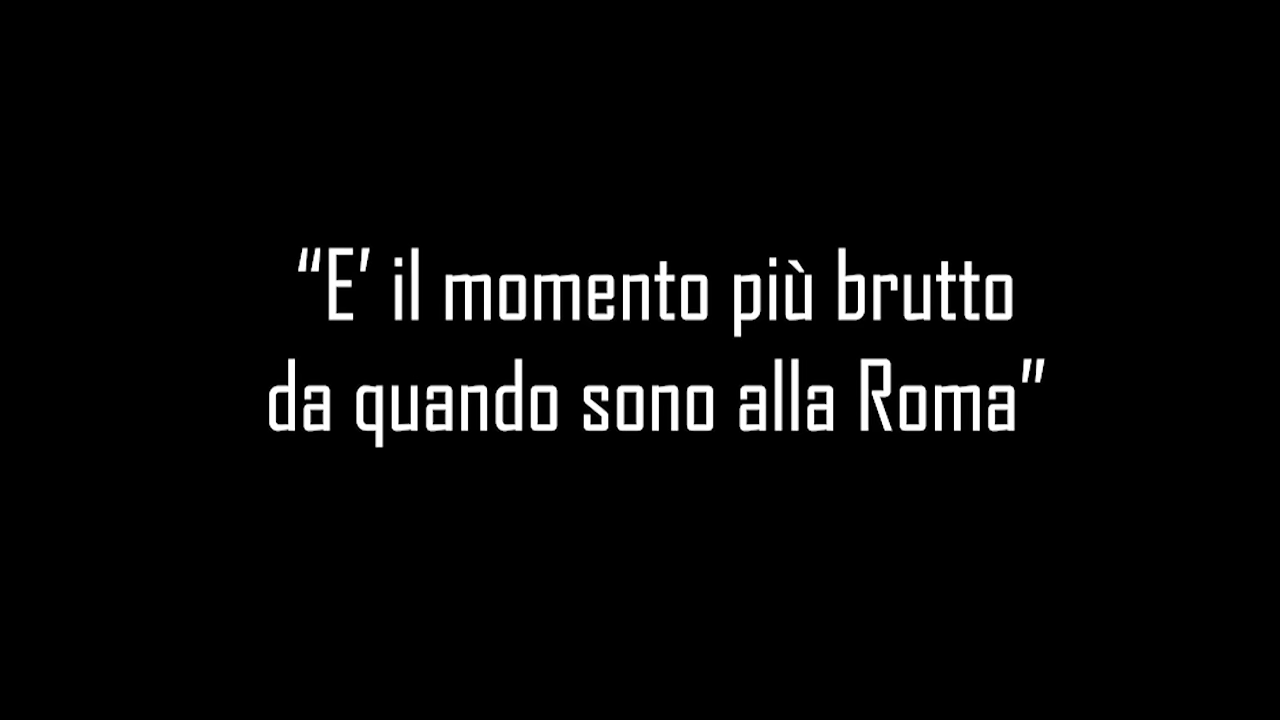 “E’ il momento più brutto
da quando sono alla Roma”